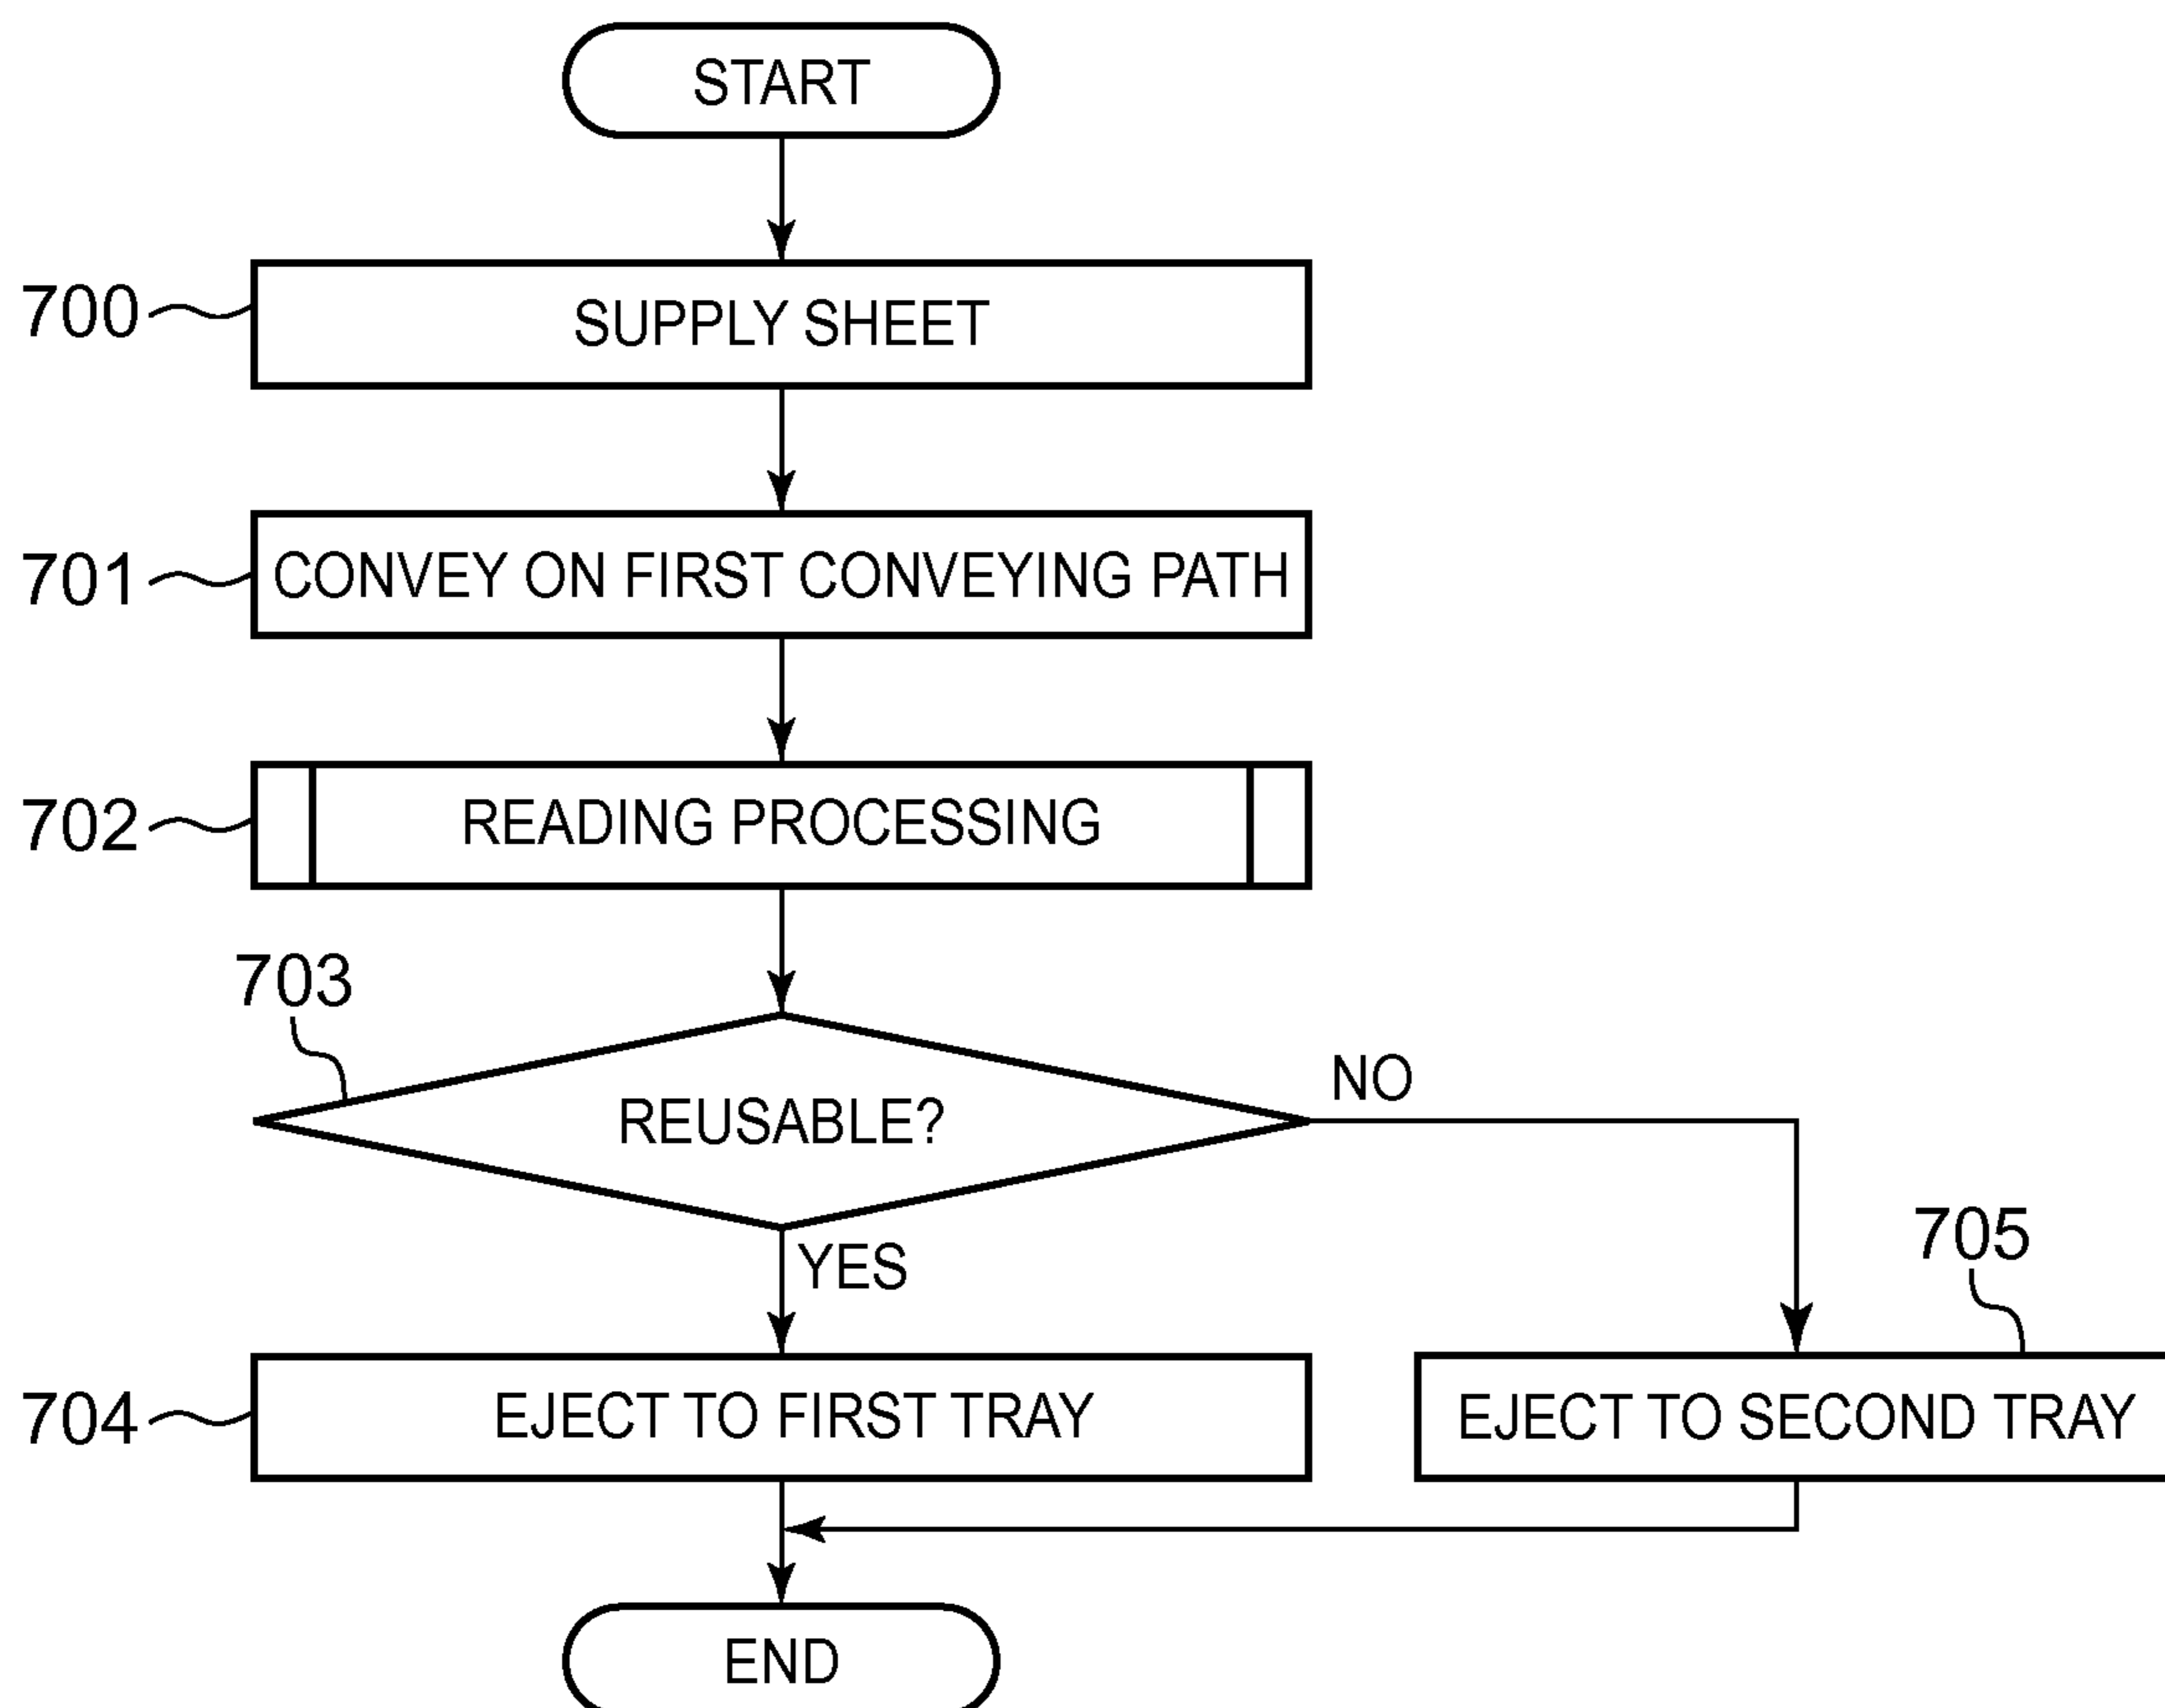 START
700
SUPPLY SHEET
701
CONVEY ON FIRST CONVEYING PATH
702
READING PROCESSING
703
REUSABLE?
NO
YES
705
704
EJECT TO FIRST TRAY
EJECT TO SECOND TRAY
END